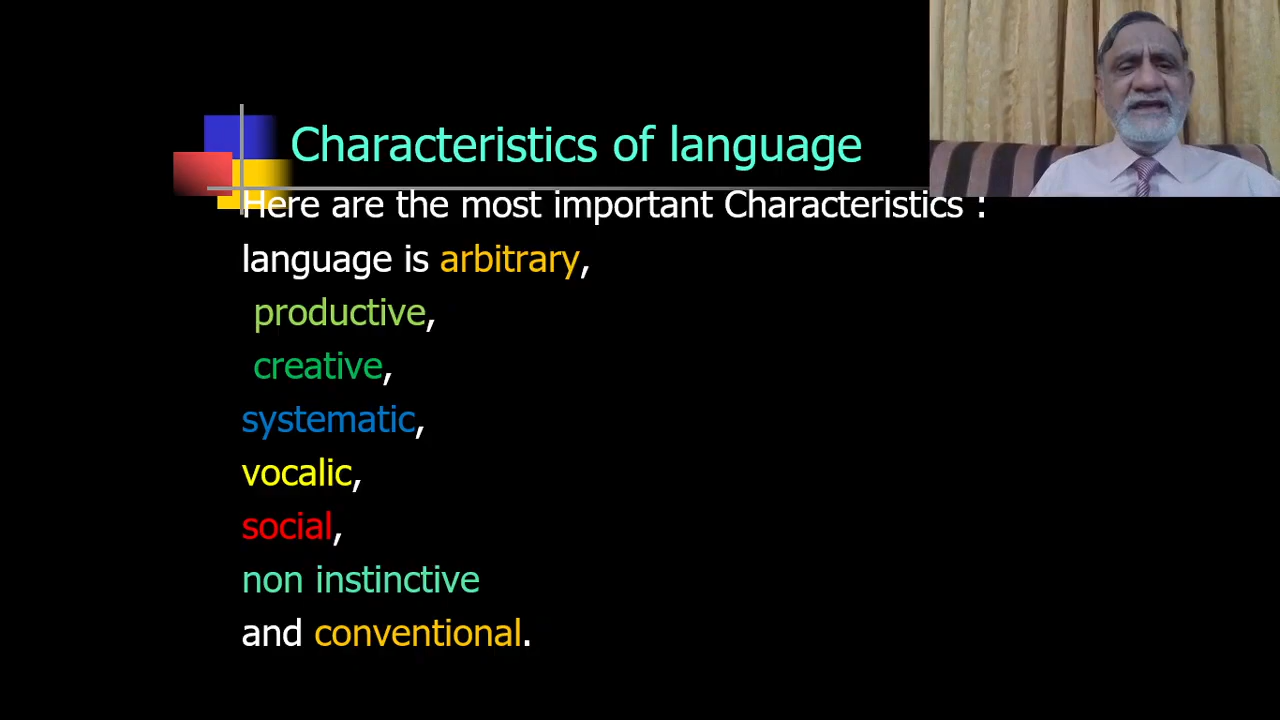 Characteristics of language
Here are the most important Characteristics :
language is arbitrary,
productive,
creative,
systematic,
vocalic,
social,
non instinctive
and conventional.